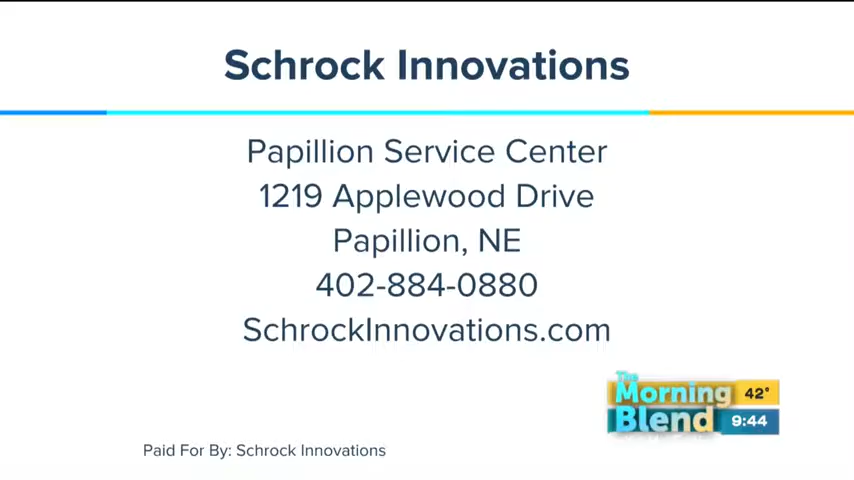 Schrock Innovations
Papillion Service Center
1219 Applewood Drive
Papillion, NE
402-884-0880
SchrockInnovations.com
The
Morning 42°
Blend 9:44
Paid For By: Schrock Innovations